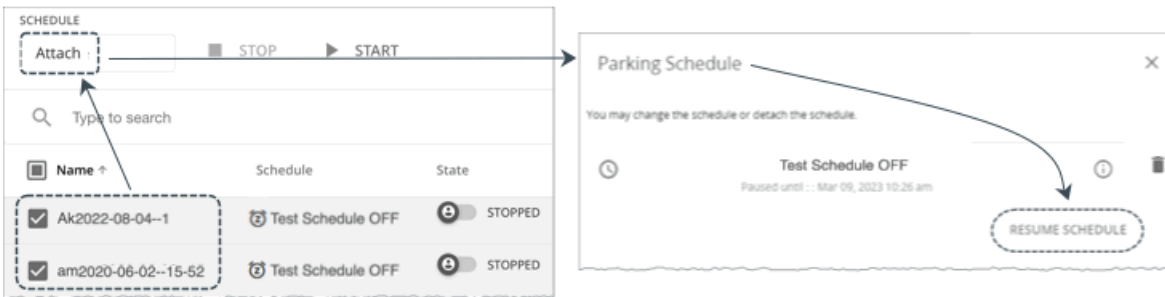 SCHEDULE
Attach
STOP
START
Type to search
Name ↑
Schedule
State
Ak2022-08-04--1
Test Schedule OFF
STOPPED
am2020-06-02--15-52
Test Schedule OFF
STOPPED
Parking Schedule
You may change the schedule or detach the schedule.
Test Schedule OFF
Paused until : : Mar 09, 2023 10:26 am
RESUME SCHEDULE